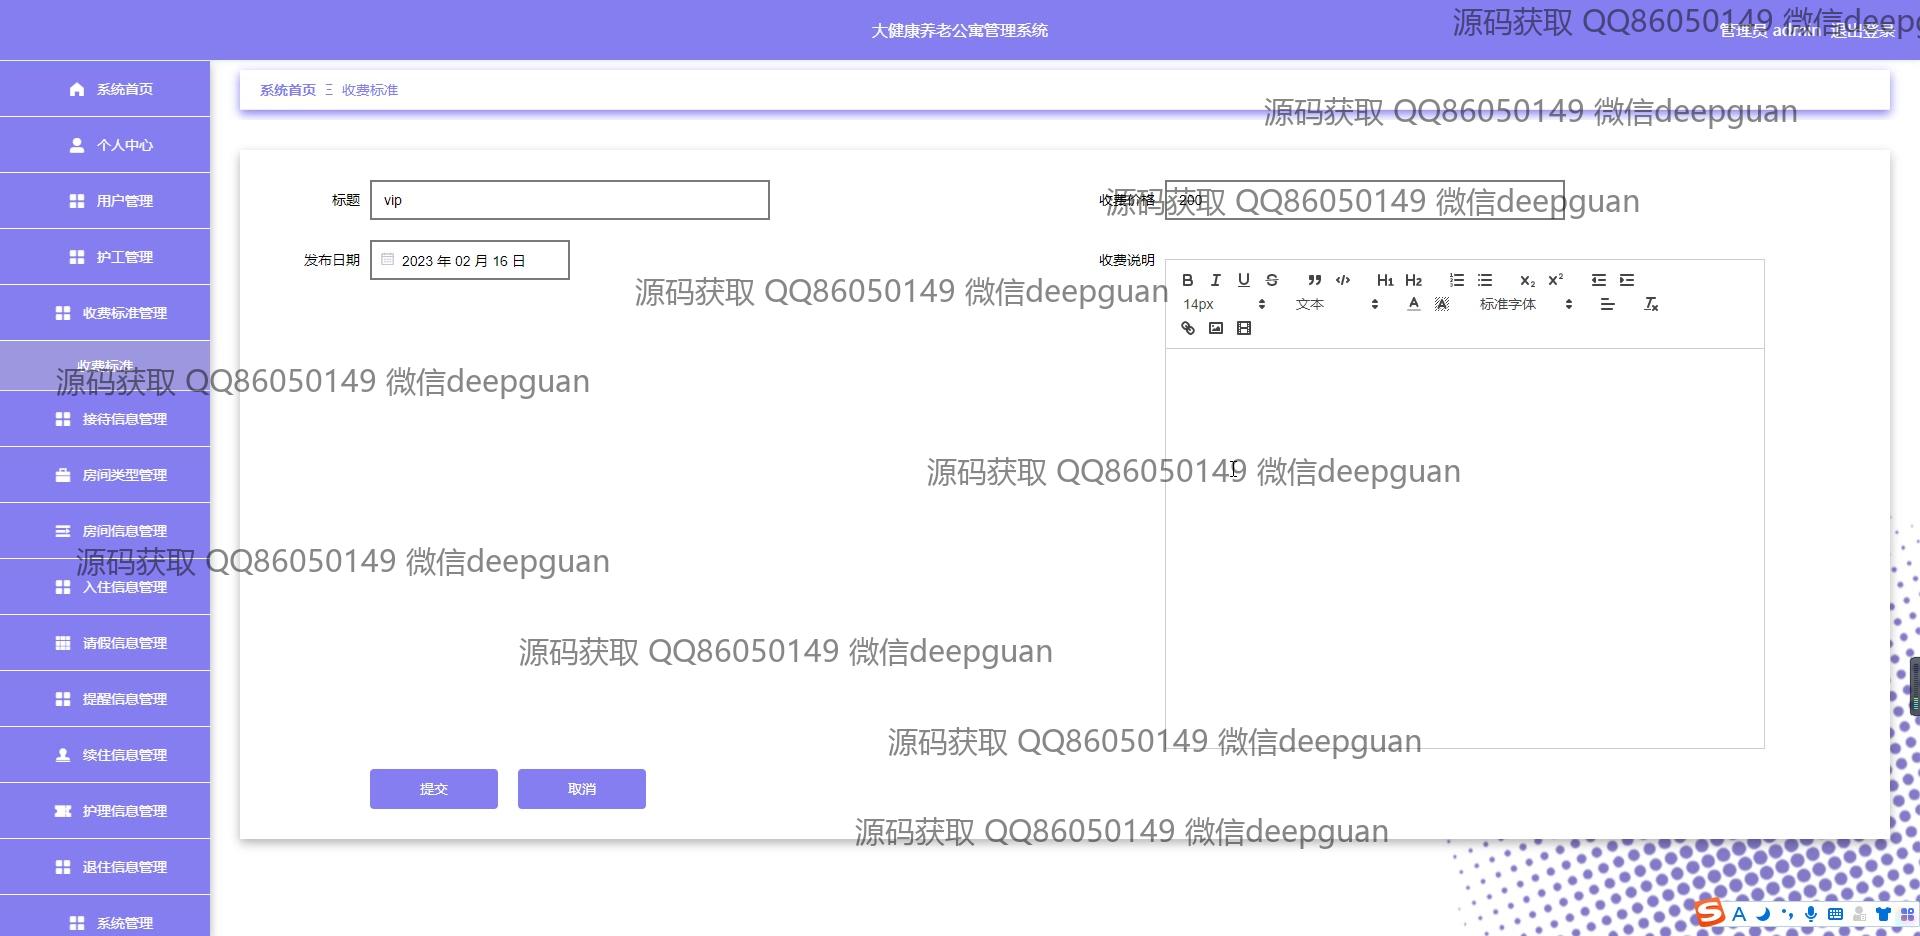 大健康养老公寓管理系统
管理员 admin 退出登录
源码获取 QQ86050149 微信deepg
系统首页
个人中心
用户管理
护工管理
收费标准管理
收费标准
接待信息管理
房间类型管理
房间信息管理
入住信息管理
请假信息管理
提醒信息管理
续住信息管理
护理信息管理
退住信息管理
系统管理
系统首页 Ξ 收费标准
源码获取 QQ86050149 微信deepguan
标题 vip
收费价格 200
源码获取 QQ86050149 微信deepguan
发布日期 2023 年 02 月 16 日
收费说明
B I U S ” </> H1 H2 X₂ X²
14px 文本 A A 标准字体 Tx
源码获取 QQ86050149 微信deepguan
源码获取 QQ86050149 微信deepguan
源码获取 QQ86050149 微信deepguan
源码获取 QQ86050149 微信deepguan
源码获取 QQ86050149 微信deepguan
源码获取 QQ86050149 微信deepguan
提交 取消
源码获取 QQ86050149 微信deepguan
S A